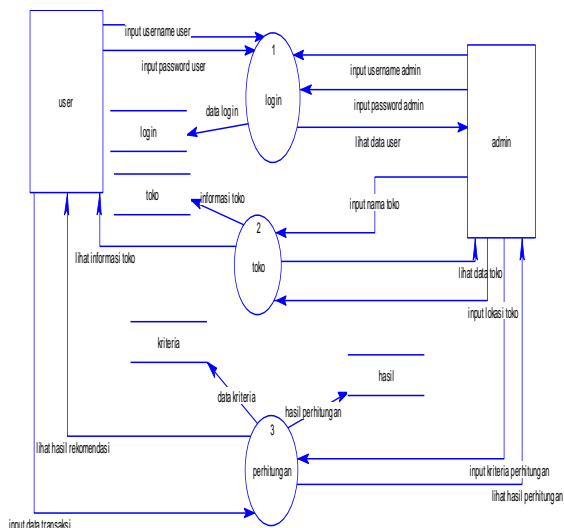 input username user
1
input password user
input username admin
user
login
input password admin
data login
login
lihat data user
admin
toko
informasi toko
input nama toko
2
toko
lihat informasi toko
lihat data toko
input lokasi toko
kriteria
hasil
data kriteria
hasil perhitungan
3
lihat hasil rekomendasi
perhitungan
input kriteria perhitungan
lihat hasil perhitungan
input data transaksi